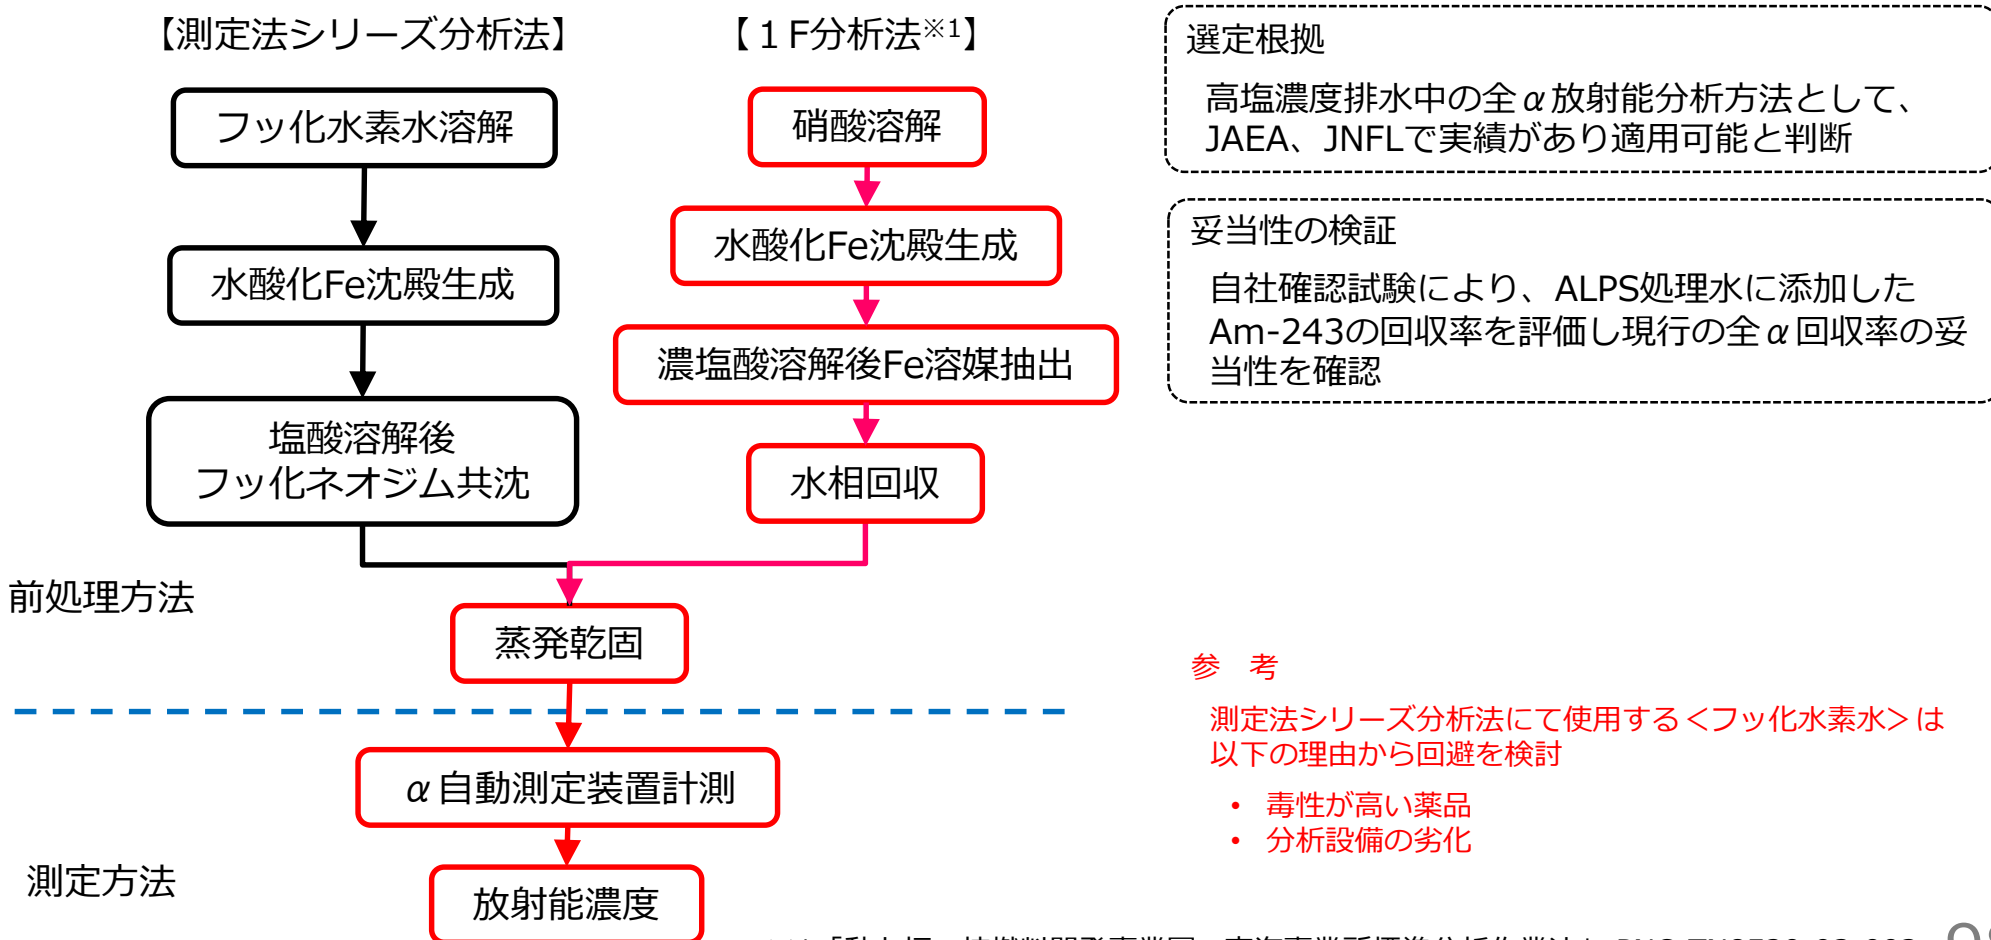 【測定法シリーズ分析法】
【１F分析法※1】
フッ化水素水溶解
水酸化Fe沈殿生成
塩酸溶解後
フッ化ネオジム共沈
硝酸溶解
水酸化Fe沈殿生成
濃塩酸溶解後Fe溶媒抽出
水相回収
前処理方法
蒸発乾固
α自動測定装置計測
測定方法
放射能濃度
選定根拠
高塩濃度排水中の全α放射能分析方法として、
JAEA、JNFLで実績があり適用可能と判断
妥当性の検証
自社確認試験により、ALPS処理水に添加した
Am-243の回収率を評価し現行の全α回収率の妥
当性を確認
参　考
測定法シリーズ分析法にて使用する＜フッ化水素水＞は
以下の理由から回避を検討
• 毒性が高い薬品
• 分析設備の劣化